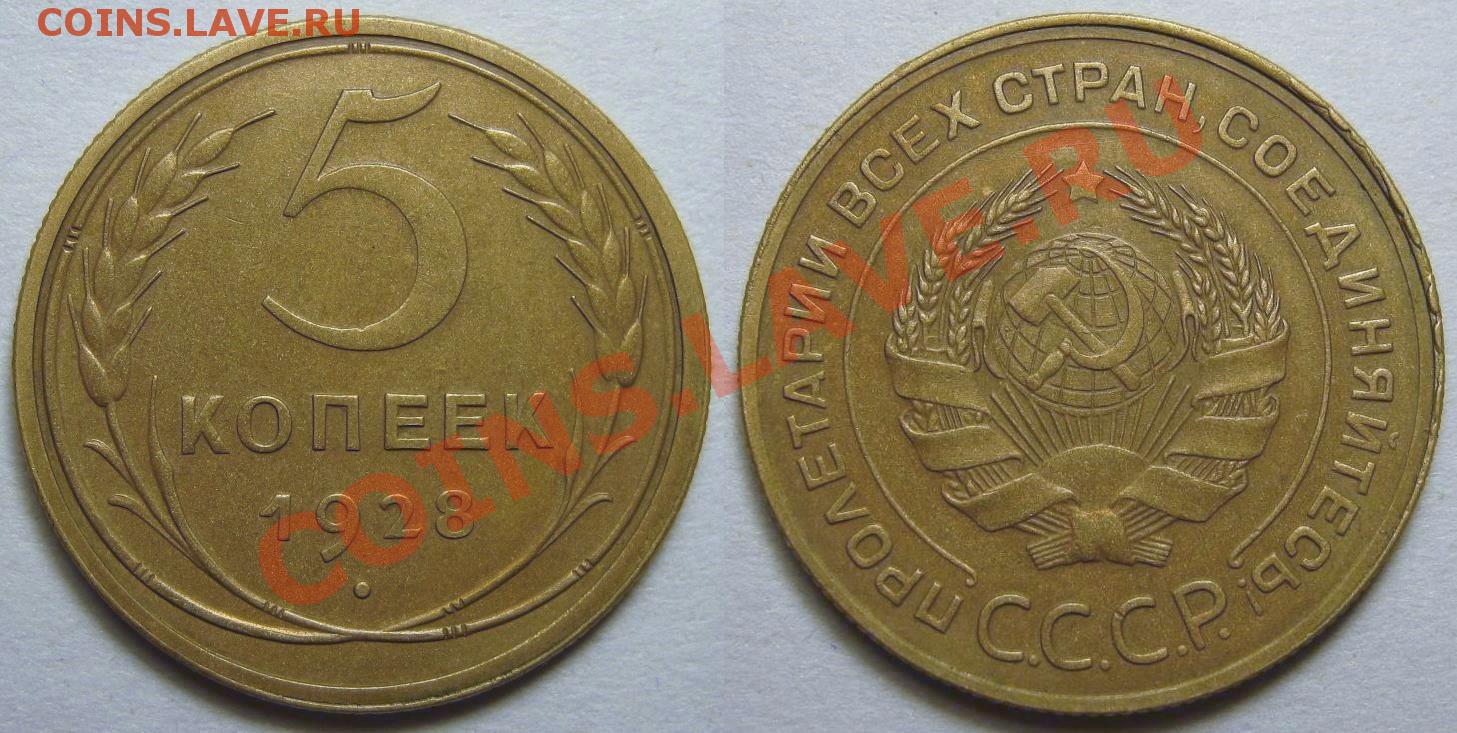 COINS.LAVE.RU
5
КОПЕЕК
1928
ПРОЛЕТАРИИ ВСЕХ СТРАН, СОЕДИНЯЙТЕСЬ!
С.С.С.Р.
COINS.LAVE.RU